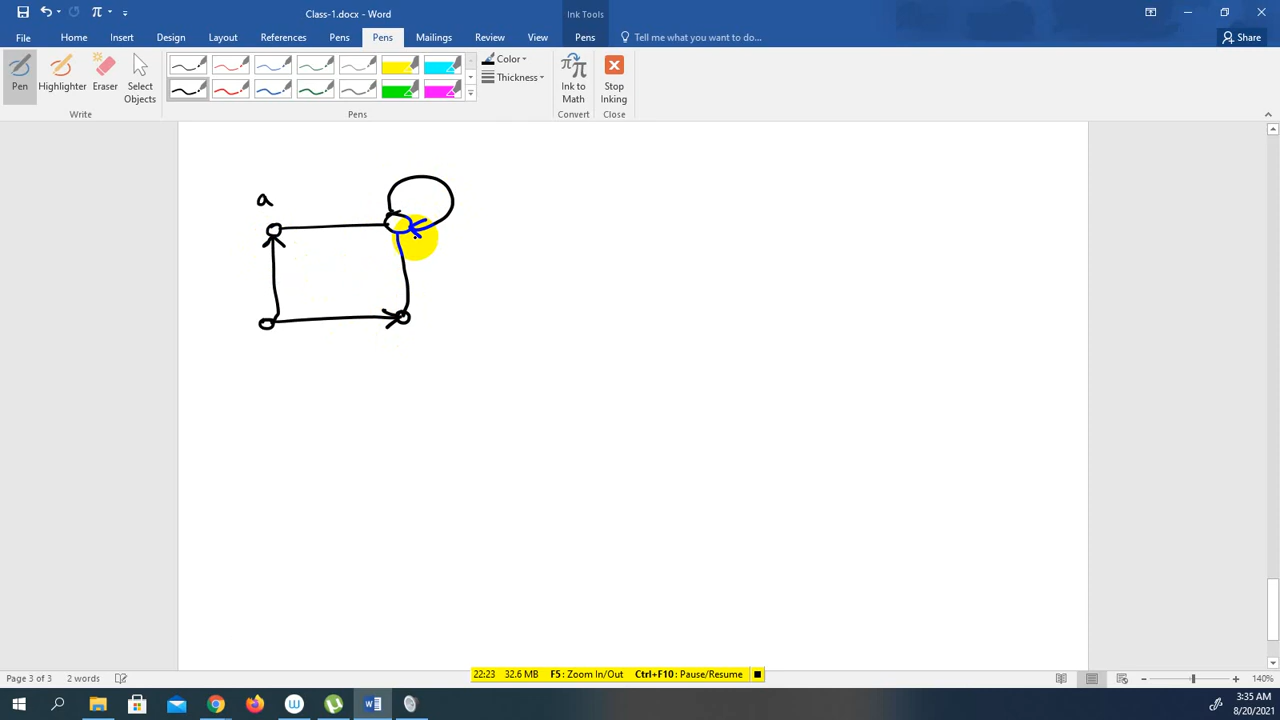 Class-1.docx - Word
Ink Tools
File Home Insert Design Layout References Pens Pens Mailings Review View Pens Tell me what you want to do... Share
Pen Highlighter Eraser Select Objects Color Thickness Ink to Math Stop Inking
Write Pens Convert Close
a
22:23 32.6 MB F5: Zoom In/Out Ctrl+F10: Pause/Resume
Page 3 of 3 2 words 140%
3:35 AM
8/20/2021